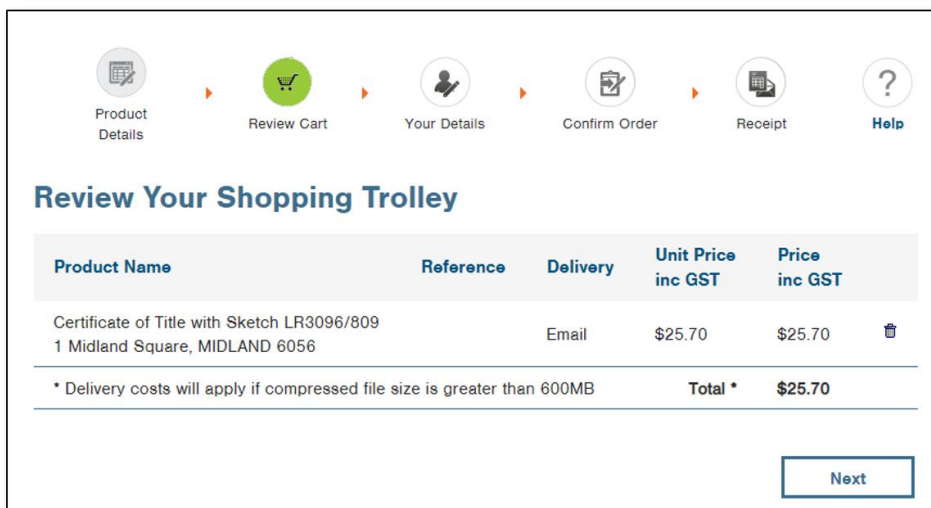 Product
Details
Review Cart
Your Details
Confirm Order
Receipt
?
Help
Review Your Shopping Trolley
Product Name Reference Delivery Unit Price inc GST Price inc GST
Certificate of Title with Sketch LR3096/809
1 Midland Square, MIDLAND 6056
Email $25.70 $25.70
* Delivery costs will apply if compressed file size is greater than 600MB Total * $25.70
Next